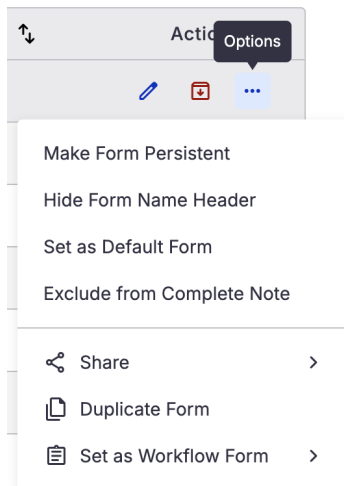 Actio
Options
Make Form Persistent
Hide Form Name Header
Set as Default Form
Exclude from Complete Note
Share
Duplicate Form
Set as Workflow Form